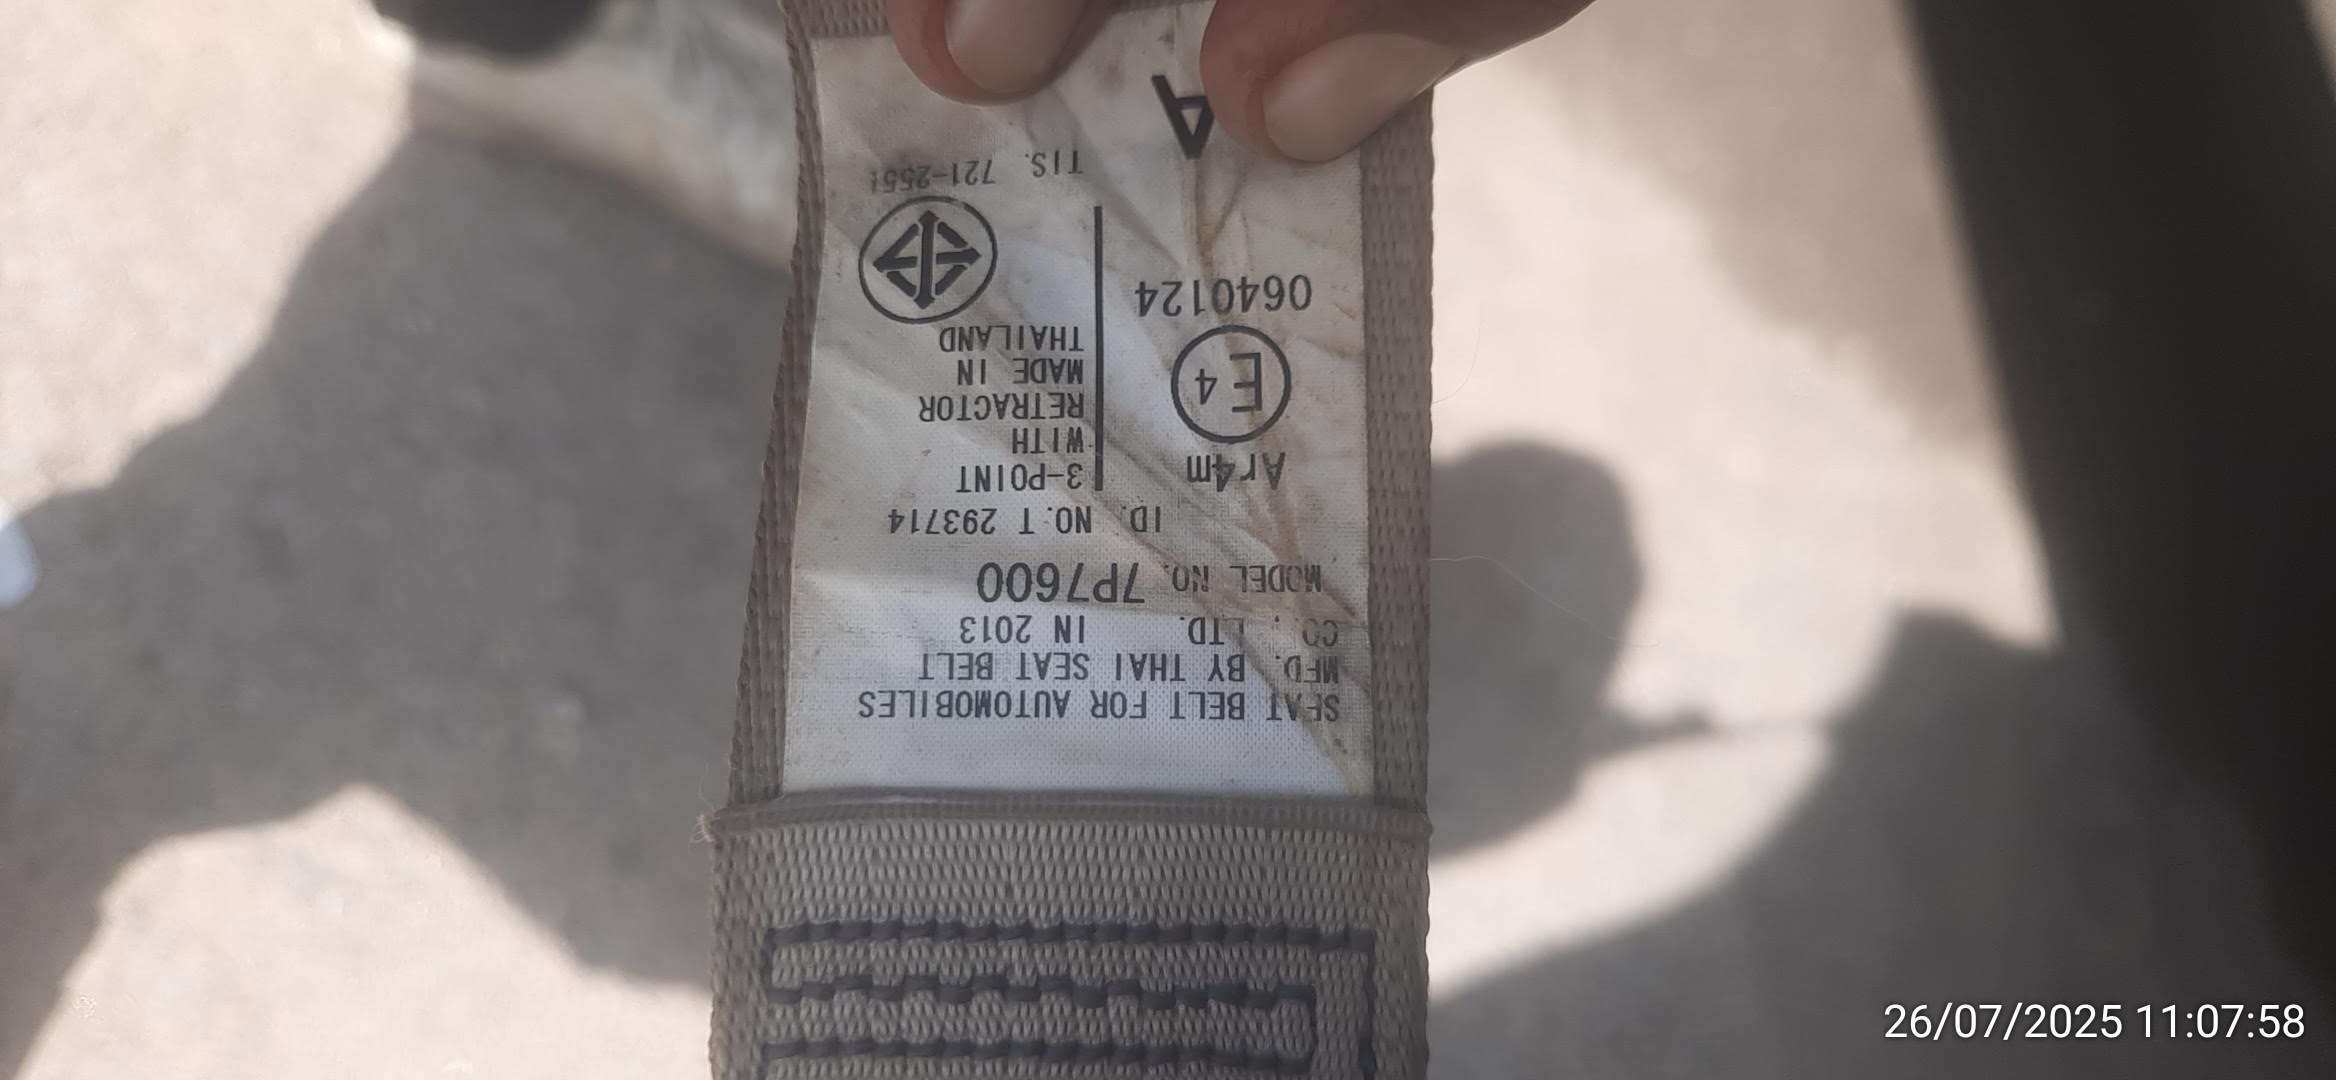 SEAT BELT FOR AUTOMOBILES
MFD. BY THAI SEAT BELT
CO., LTD. IN 2013
MODEL NO. 7P7600
ID. NO. T 293714
Ar4m
E4
0640124
3-POINT
WITH
RETRACTOR
MADE IN
THAILAND
TIS. 721-2551
A
26/07/2025 11:07:58